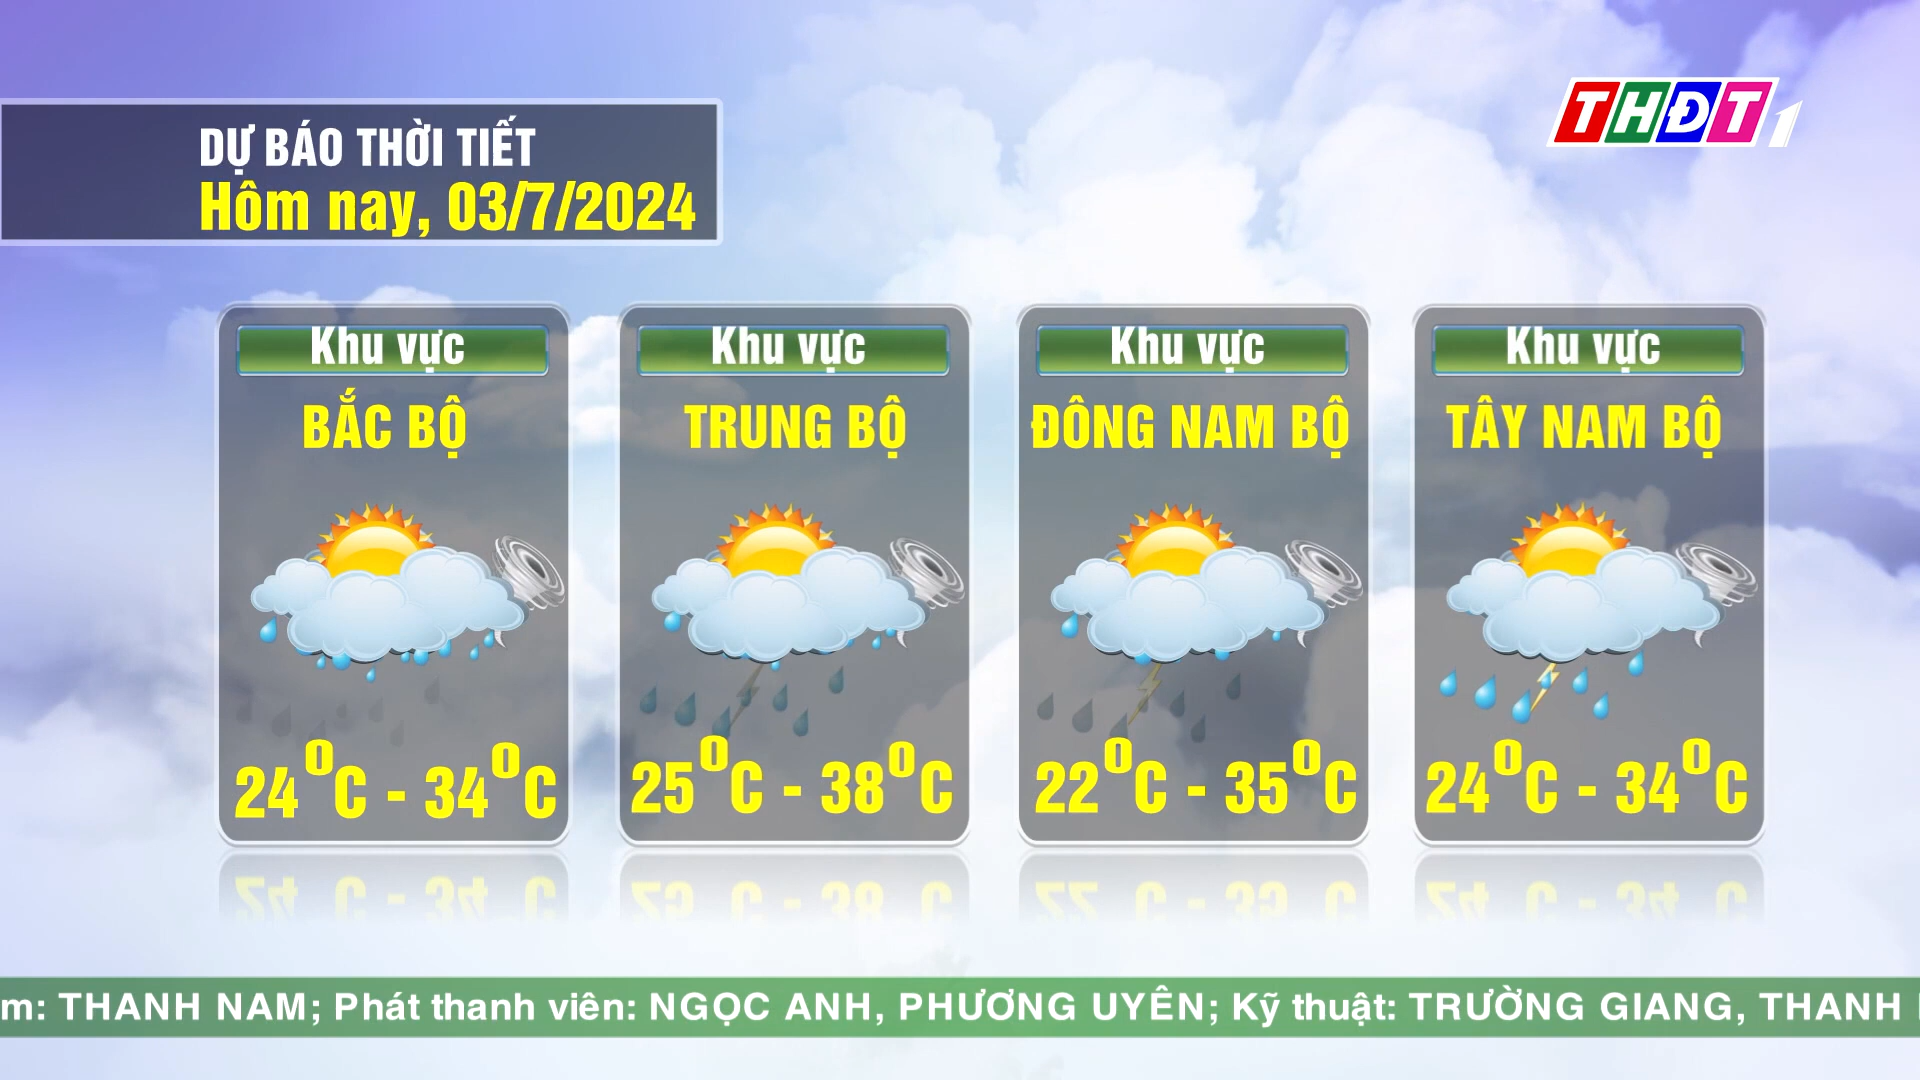 DỰ BÁO THỜI TIẾT
Hôm nay, 03/7/2024
THĐT1
Khu vực
BẮC BỘ
24°C - 34°C
Khu vực
TRUNG BỘ
25°C - 38°C
Khu vực
ĐÔNG NAM BỘ
22°C - 35°C
Khu vực
TÂY NAM BỘ
24°C - 34°C
m: THANH NAM; Phát thanh viên: NGỌC ANH, PHƯƠNG UYÊN; Kỹ thuật: TRƯỜNG GIANG, THANH